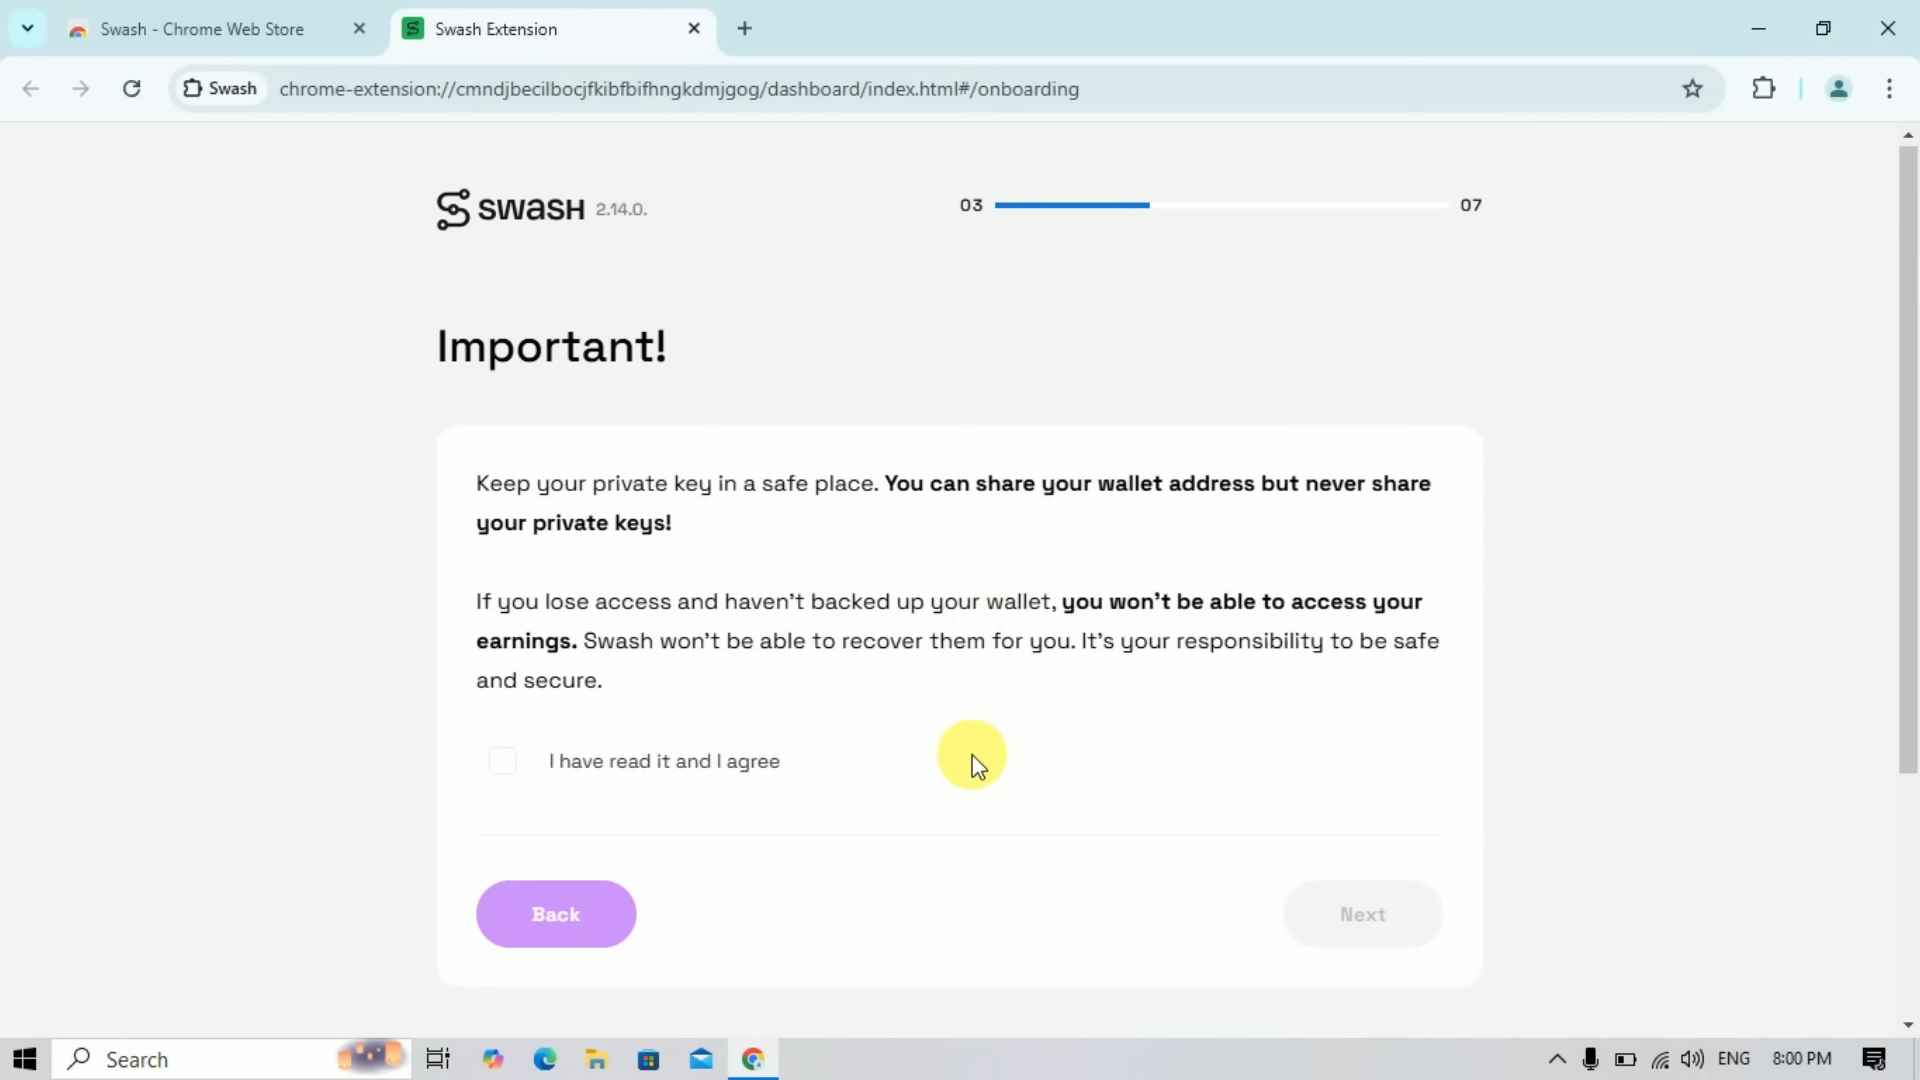 Swash - Chrome Web Store
Swash Extension
Swash
chrome-extension://cmndjbecilbocjfkibfbifhngkdmjgog/dashboard/index.html#/onboarding
swash 2.14.0.
03 07
Important!
Keep your private key in a safe place. You can share your wallet address but never share
your private keys!
If you lose access and haven't backed up your wallet, you won't be able to access your
earnings. Swash won't be able to recover them for you. It's your responsibility to be safe
and secure.
I have read it and I agree
Back
Next
Search
ENG
8:00 PM